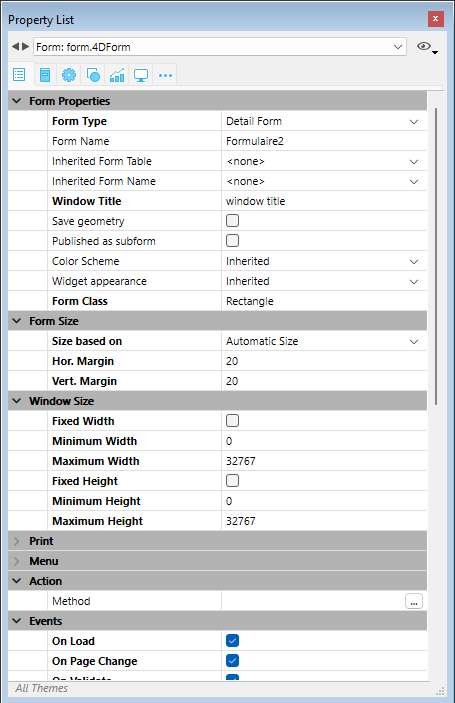 Property List
Form: form.4DForm
Form Properties
Form Type Detail Form
Form Name Formulaire2
Inherited Form Table <none>
Inherited Form Name <none>
Window Title window title
Save geometry
Published as subform
Color Scheme Inherited
Widget appearance Inherited
Form Class Rectangle
Form Size
Size based on Automatic Size
Hor. Margin 20
Vert. Margin 20
Window Size
Fixed Width
Minimum Width 0
Maximum Width 32767
Fixed Height
Minimum Height 0
Maximum Height 32767
Print
Menu
Action
Method ...
Events
On Load
On Page Change
On Validate
All Themes